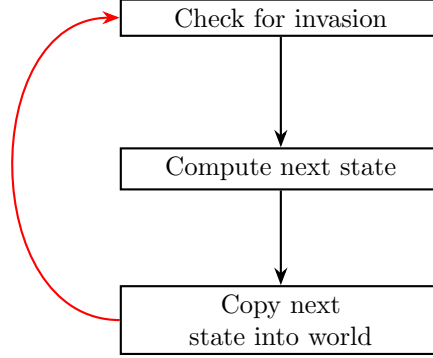 Check for invasion
Compute next state
Copy next
state into world